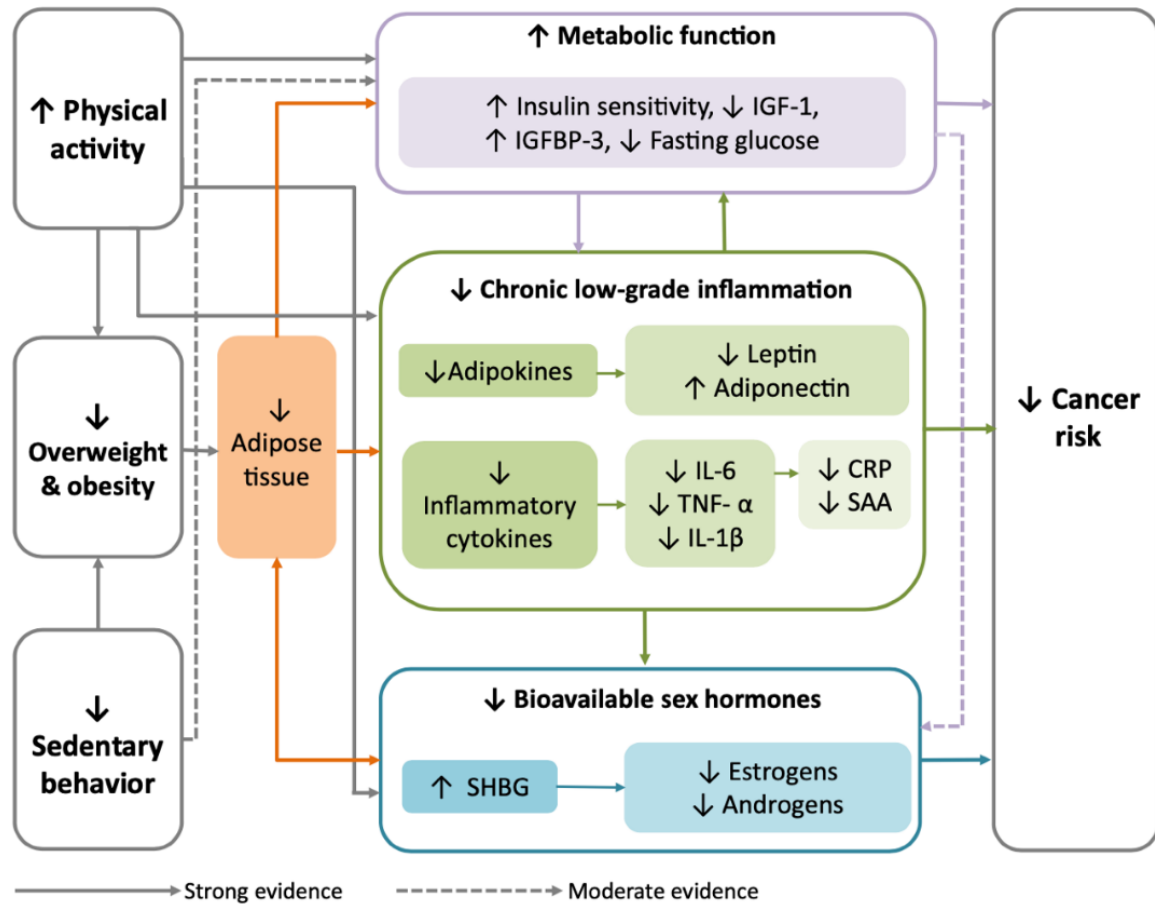 ↑ Physical
activity
↓
Overweight
& obesity
↓
Sedentary
behavior
↓
Adipose
tissue
↑ Metabolic function
↑ Insulin sensitivity, ↓ IGF-1,
↑ IGFBP-3, ↓ Fasting glucose
↓ Chronic low-grade inflammation
↓Adipokines
↓ Leptin
↑ Adiponectin
↓
Inflammatory
cytokines
↓ IL-6
↓ TNF- α
↓ IL-1β
↓ CRP
↓ SAA
↓ Bioavailable sex hormones
↑ SHBG
↓ Estrogens
↓ Androgens
↓ Cancer
risk
Strong evidence
Moderate evidence